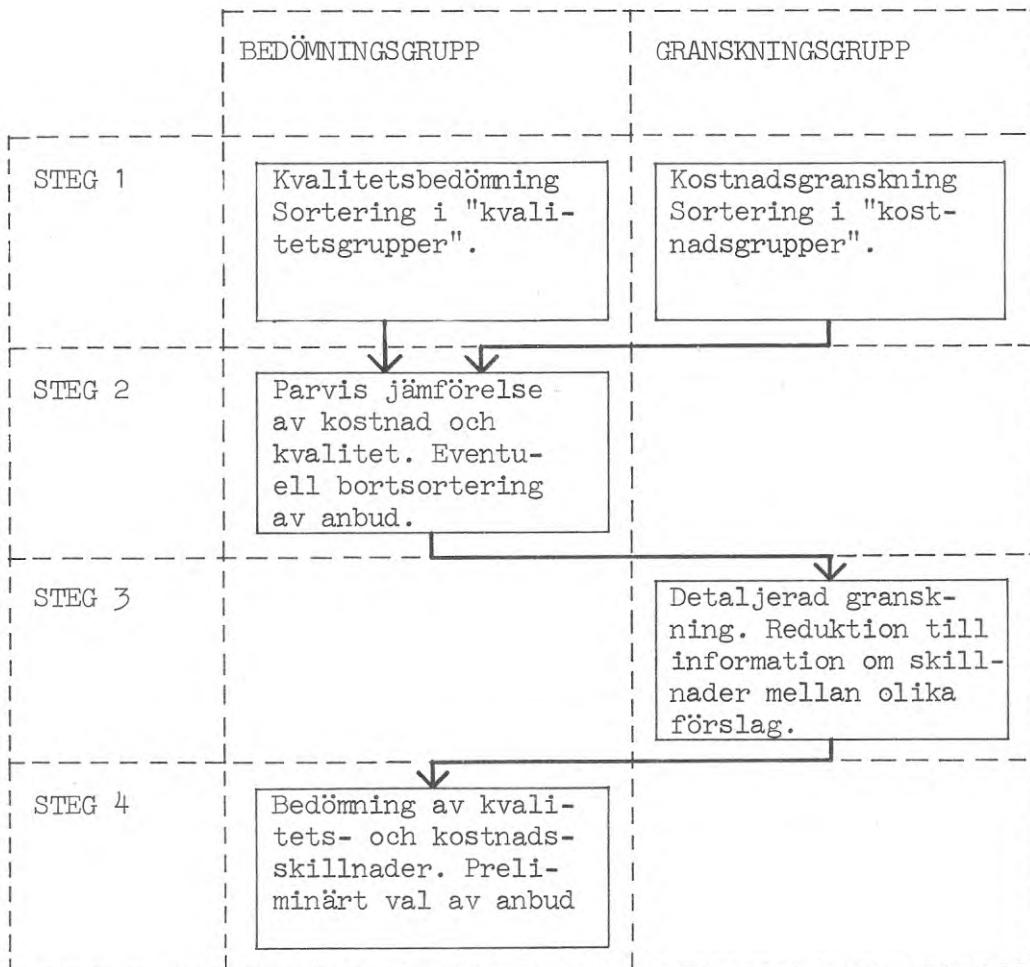 BEDÖMNINGSGRUPP
GRANSKNINGSGRUPP
STEG 1
Kvalitetsbedömning
Sortering i "kvali-
tetsgrupper".
Kostnadsgranskning
Sortering i "kost-
nadsgrupper".
STEG 2
Parvis jämförelse
av kostnad och
kvalitet. Eventu-
ell bortsortering
av anbud.
STEG 3
Detaljerad gransk-
ning. Reduktion till
information om skill-
nader mellan olika
förslag.
STEG 4
Bedömning av kvali-
tets- och kostnads-
skillnader. Preli-
minärt val av anbud